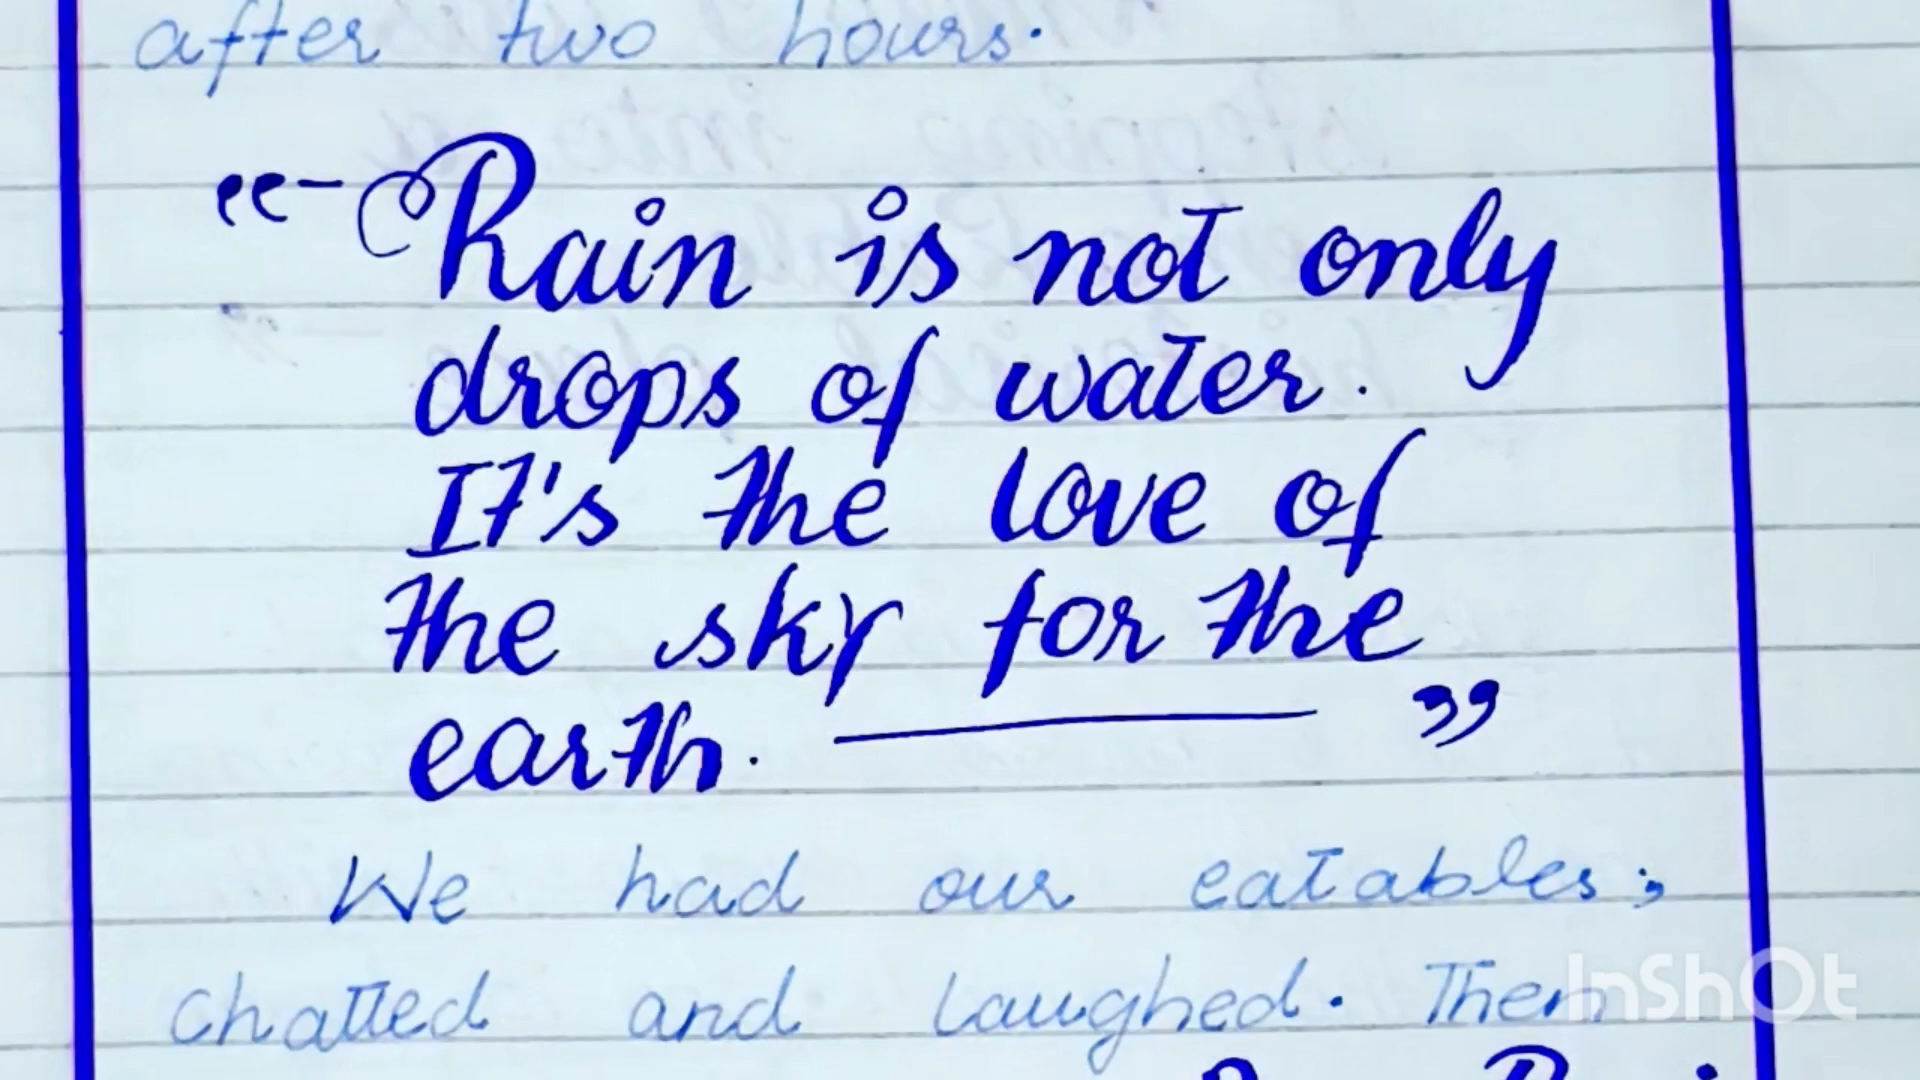 after two hours.
"- Rain is not only
drops of water.
It's the love of
the sky for the
earth. — "
We had our eatables;
chatted and laughed. Then
InShOt